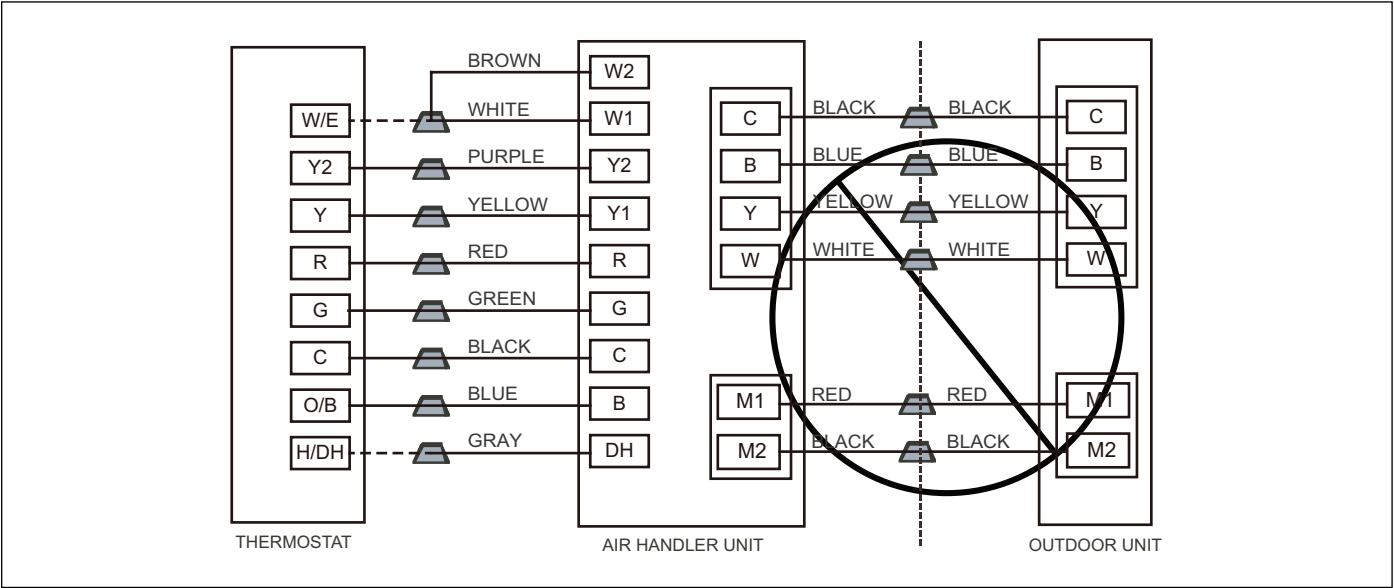 BROWN
W2
W/E WHITE W1
C BLACK BLACK C
Y2 PURPLE Y2
B BLUE BLUE B
Y YELLOW Y1
Y YELLOW YELLOW Y
R RED R
W WHITE WHITE W
G GREEN G
C BLACK C
O/B BLUE B
M1 RED RED M1
H/DH GRAY DH
M2 BLACK BLACK M2
THERMOSTAT
AIR HANDLER UNIT
OUTDOOR UNIT